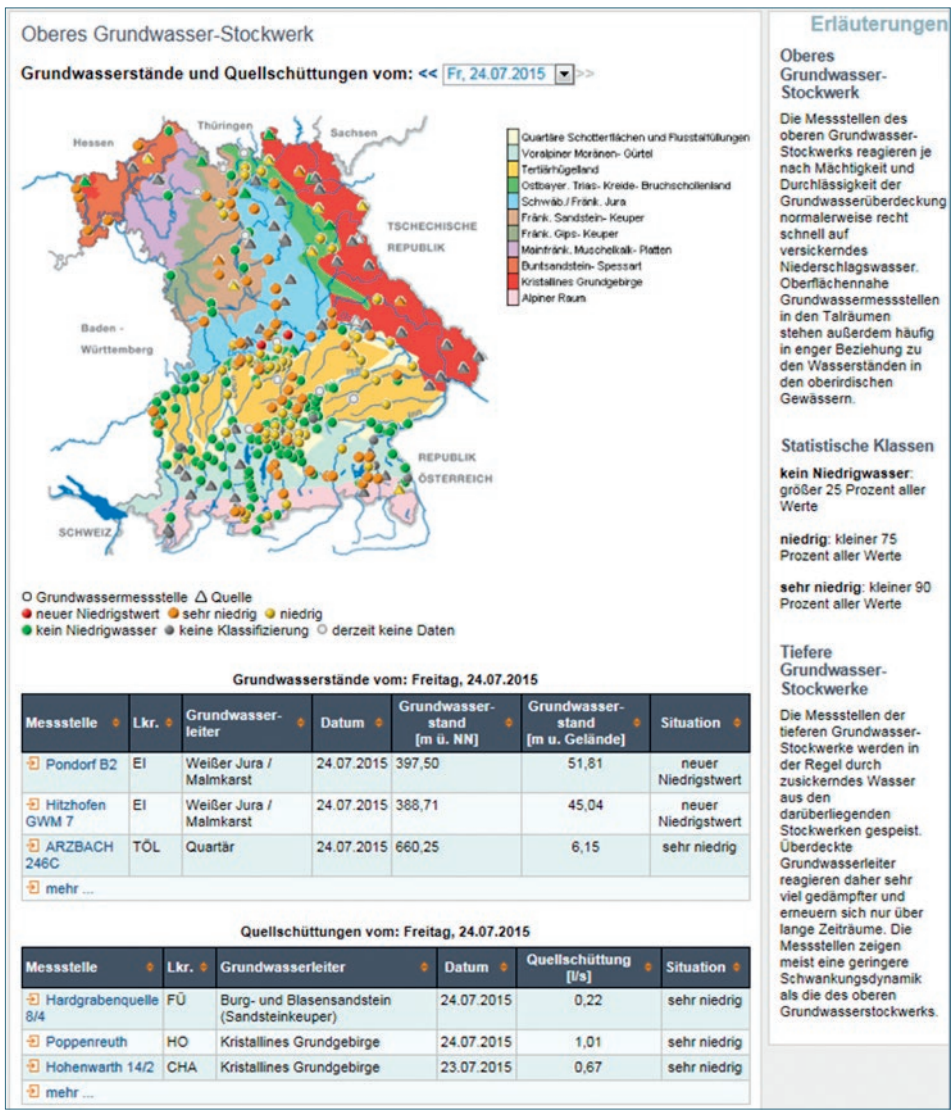 Oberes Grundwasser-Stockwerk
Grundwasserstände und Quellschüttungen vom: << Fr, 24.07.2015 >>
Hessen
Thüringen
Sachsen
TSCHECHISCHE
REPUBLIK
Baden -
Württemberg
REPUBLIK
ÖSTERREICH
SCHWEIZ
Inn
Quartäre Schotterflächen und Flusstalfüllungen
Voralpiner Moränen- Gürtel
Tertiärhügelland
Ostbayer. Trias- Kreide- Bruchschollenland
Schwäb./ Fränk. Jura
Fränk. Sandstein- Keuper
Fränk. Gips- Keuper
Mainfränk. Muschelkalk- Platten
Buntsandstein- Spessart
Kristallines Grundgebirge
Alpiner Raum
Grundwassermessstelle Quelle
neuer Niedrigstwert sehr niedrig niedrig
kein Niedrigwasser keine Klassifizierung derzeit keine Daten
Grundwasserstände vom: Freitag, 24.07.2015
Messstelle Lkr. Grundwasser-
leiter Datum Grundwasser-
stand
[m ü. NN] Grundwasser-
stand
[m u. Gelände] Situation
Pondorf B2 EI Weißer Jura / 24.07.2015 397,50 51,81 neuer
Malmkarst Niedrigstwert
Hitzhofen EI Weißer Jura / 24.07.2015 388,71 45,04 neuer
GWM 7 Malmkarst Niedrigstwert
ARZBACH TÖL Quartär 24.07.2015 660,25 6,15 sehr niedrig
246C
mehr ...
Quellschüttungen vom: Freitag, 24.07.2015
Messstelle Lkr. Grundwasserleiter Datum Quellschüttung
[l/s] Situation
Hardgrabenquelle FÜ Burg- und Blasensandstein 24.07.2015 0,22 sehr niedrig
8/4 (Sandsteinkeuper)
Poppenreuth HO Kristallines Grundgebirge 24.07.2015 1,01 sehr niedrig
Hohenwarth 14/2 CHA Kristallines Grundgebirge 23.07.2015 0,67 sehr niedrig
mehr ...
Erläuterungen
Oberes
Grundwasser-
Stockwerk
Die Messstellen des
oberen Grundwasser-
Stockwerks reagieren je
nach Mächtigkeit und
Durchlässigkeit der
Grundwasserüberdeckung
normalerweise recht
schnell auf
versickerndes
Niederschlagswasser.
Oberflächennahe
Grundwassermessstellen
in den Talräumen
stehen außerdem häufig
in enger Beziehung zu
den Wasserständen in
den oberirdischen
Gewässern.
Statistische Klassen
kein Niedrigwasser:
größer 25 Prozent aller
Werte
niedrig: kleiner 75
Prozent aller Werte
sehr niedrig: kleiner 90
Prozent aller Werte
Tiefere
Grundwasser-
Stockwerke
Die Messstellen der
tieferen Grundwasser-
Stockwerke werden in
der Regel durch
zusickerndes Wasser
aus den
darüberliegenden
Stockwerken gespeist.
Überdeckte
Grundwasserleiter
reagieren daher sehr
viel gedämpfter und
erneuern sich nur über
lange Zeiträume. Die
Messstellen zeigen
meist eine geringere
Schwankungsdynamik
als die des oberen
Grundwasserstockwerks.